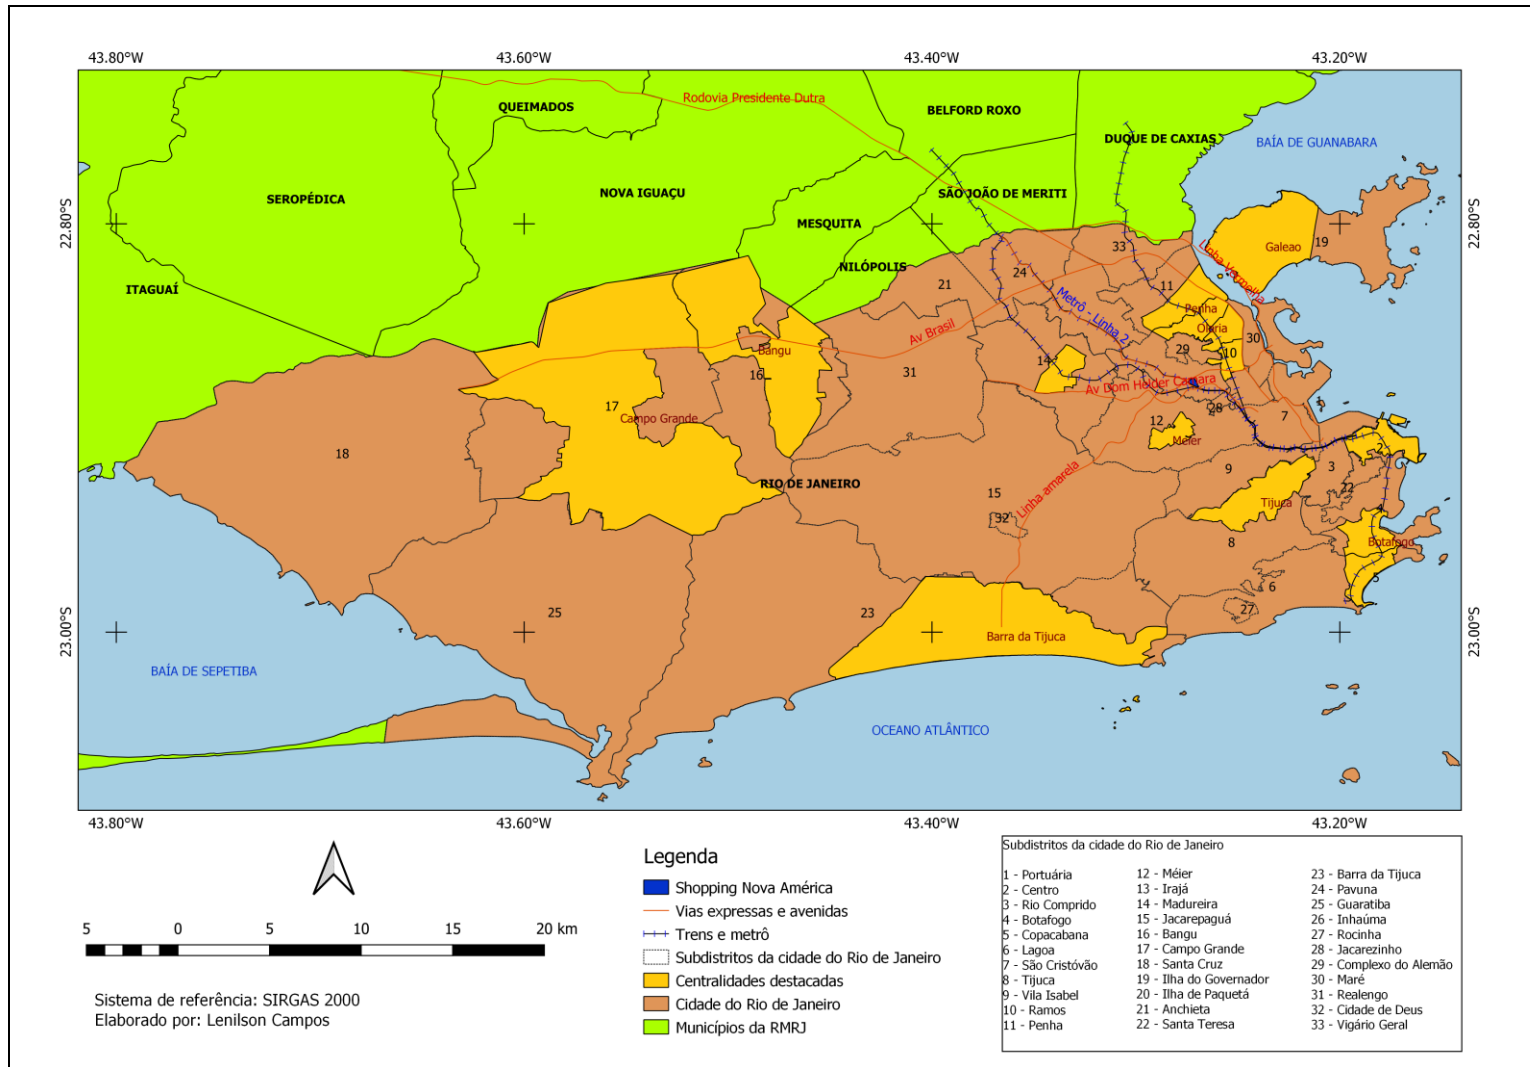 43.80°W 43.60°W 43.40°W 43.20°W
Rodovia Presidente Dutra
QUEIMADOS
BELFORD ROXO
DUQUE DE CAXIAS
BAÍA DE GUANABARA
SEROPÉDICA
NOVA IGUAÇU
SÃO JOÃO DE MERITI
22.80°S 22.80°S
MESQUITA
33
Galeao
19
Linha Vermelha
NILÓPOLIS
24
ITAGUAÍ
21
11
Metrô - Linha 2
Penha
Olaria
Av Brasil
30
29
10
Bangu
14
16
31
Av Dom Helder Camara
17
28
Campo Grande
12
7
Méier
2
18
9
3
RIO DE JANEIRO
22
15
Linha amarela
Tijuca
4
32
8
Botafogo
5
6
25
23
27
23.00°S 23.00°S
Barra da Tijuca
BAÍA DE SEPETIBA
OCEANO ATLÂNTICO
43.80°W 43.60°W 43.40°W 43.20°W
5 0 5 10 15 20 km
Sistema de referência: SIRGAS 2000
Elaborado por: Lenilson Campos
Legenda
Shopping Nova América
Vias expressas e avenidas
Trens e metrô
Subdistritos da cidade do Rio de Janeiro
Centralidades destacadas
Cidade do Rio de Janeiro
Municípios da RMRJ
Subdistritos da cidade do Rio de Janeiro
1 - Portuária
2 - Centro
3 - Rio Comprido
4 - Botafogo
5 - Copacabana
6 - Lagoa
7 - São Cristóvão
8 - Tijuca
9 - Vila Isabel
10 - Ramos
11 - Penha
12 - Méier
13 - Irajá
14 - Madureira
15 - Jacarepaguá
16 - Bangu
17 - Campo Grande
18 - Santa Cruz
19 - Ilha do Governador
20 - Ilha de Paquetá
21 - Anchieta
22 - Santa Teresa
23 - Barra da Tijuca
24 - Pavuna
25 - Guaratiba
26 - Inhaúma
27 - Rocinha
28 - Jacarezinho
29 - Complexo do Alemão
30 - Maré
31 - Realengo
32 - Cidade de Deus
33 - Vigário Geral